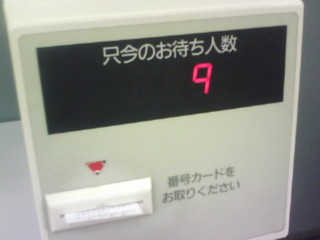 只今のお待ち人数
9
番号カードを
お取りください